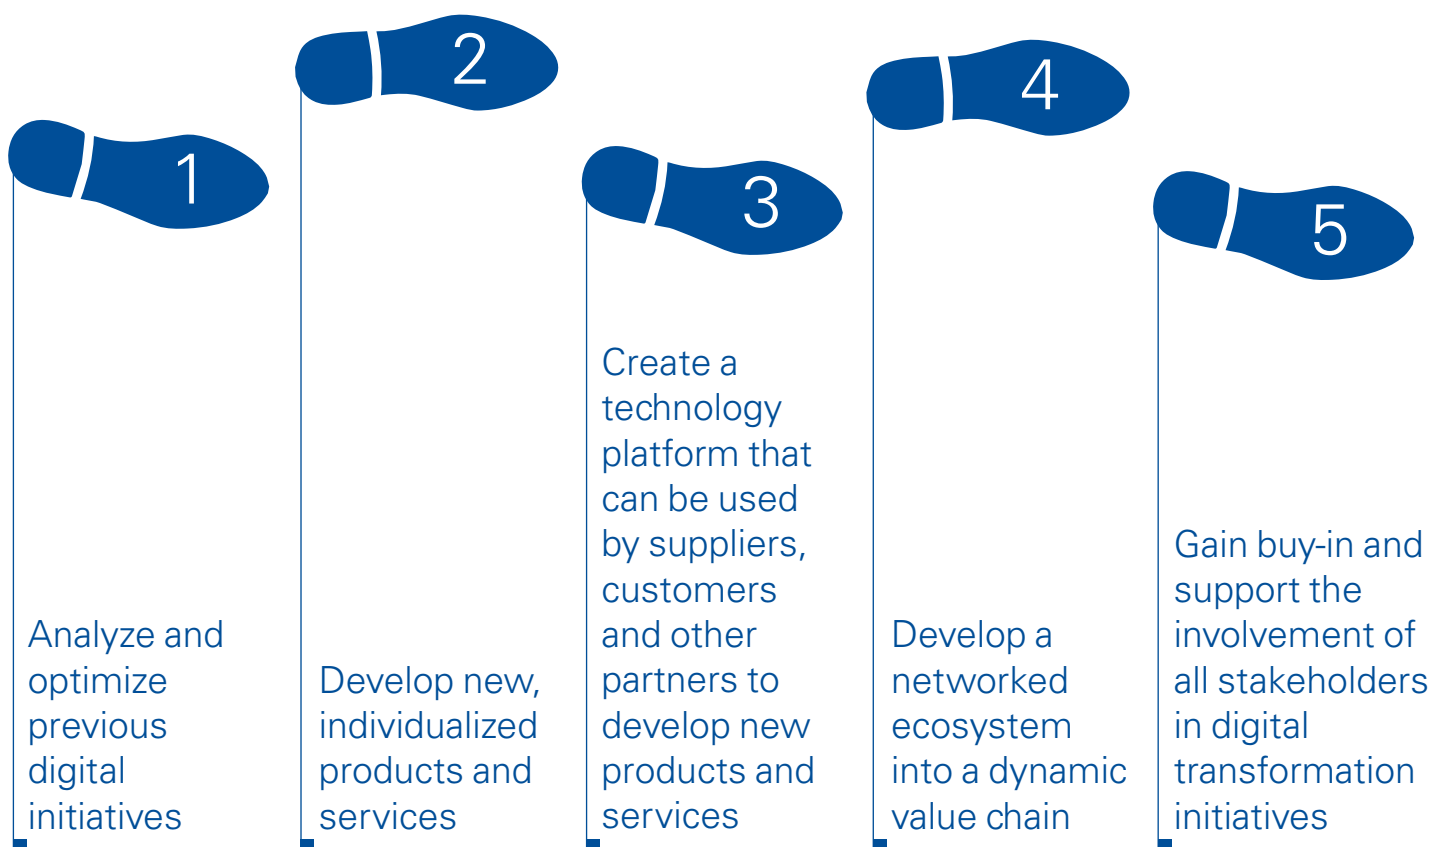 1
Analyze and
optimize
previous
digital
initiatives
2
Develop new,
individualized
products and
services
3
Create a
technology
platform that
can be used
by suppliers,
customers
and other
partners to
develop new
products and
services
4
Develop a
networked
ecosystem
into a dynamic
value chain
5
Gain buy-in and
support the
involvement of
all stakeholders
in digital
transformation
initiatives